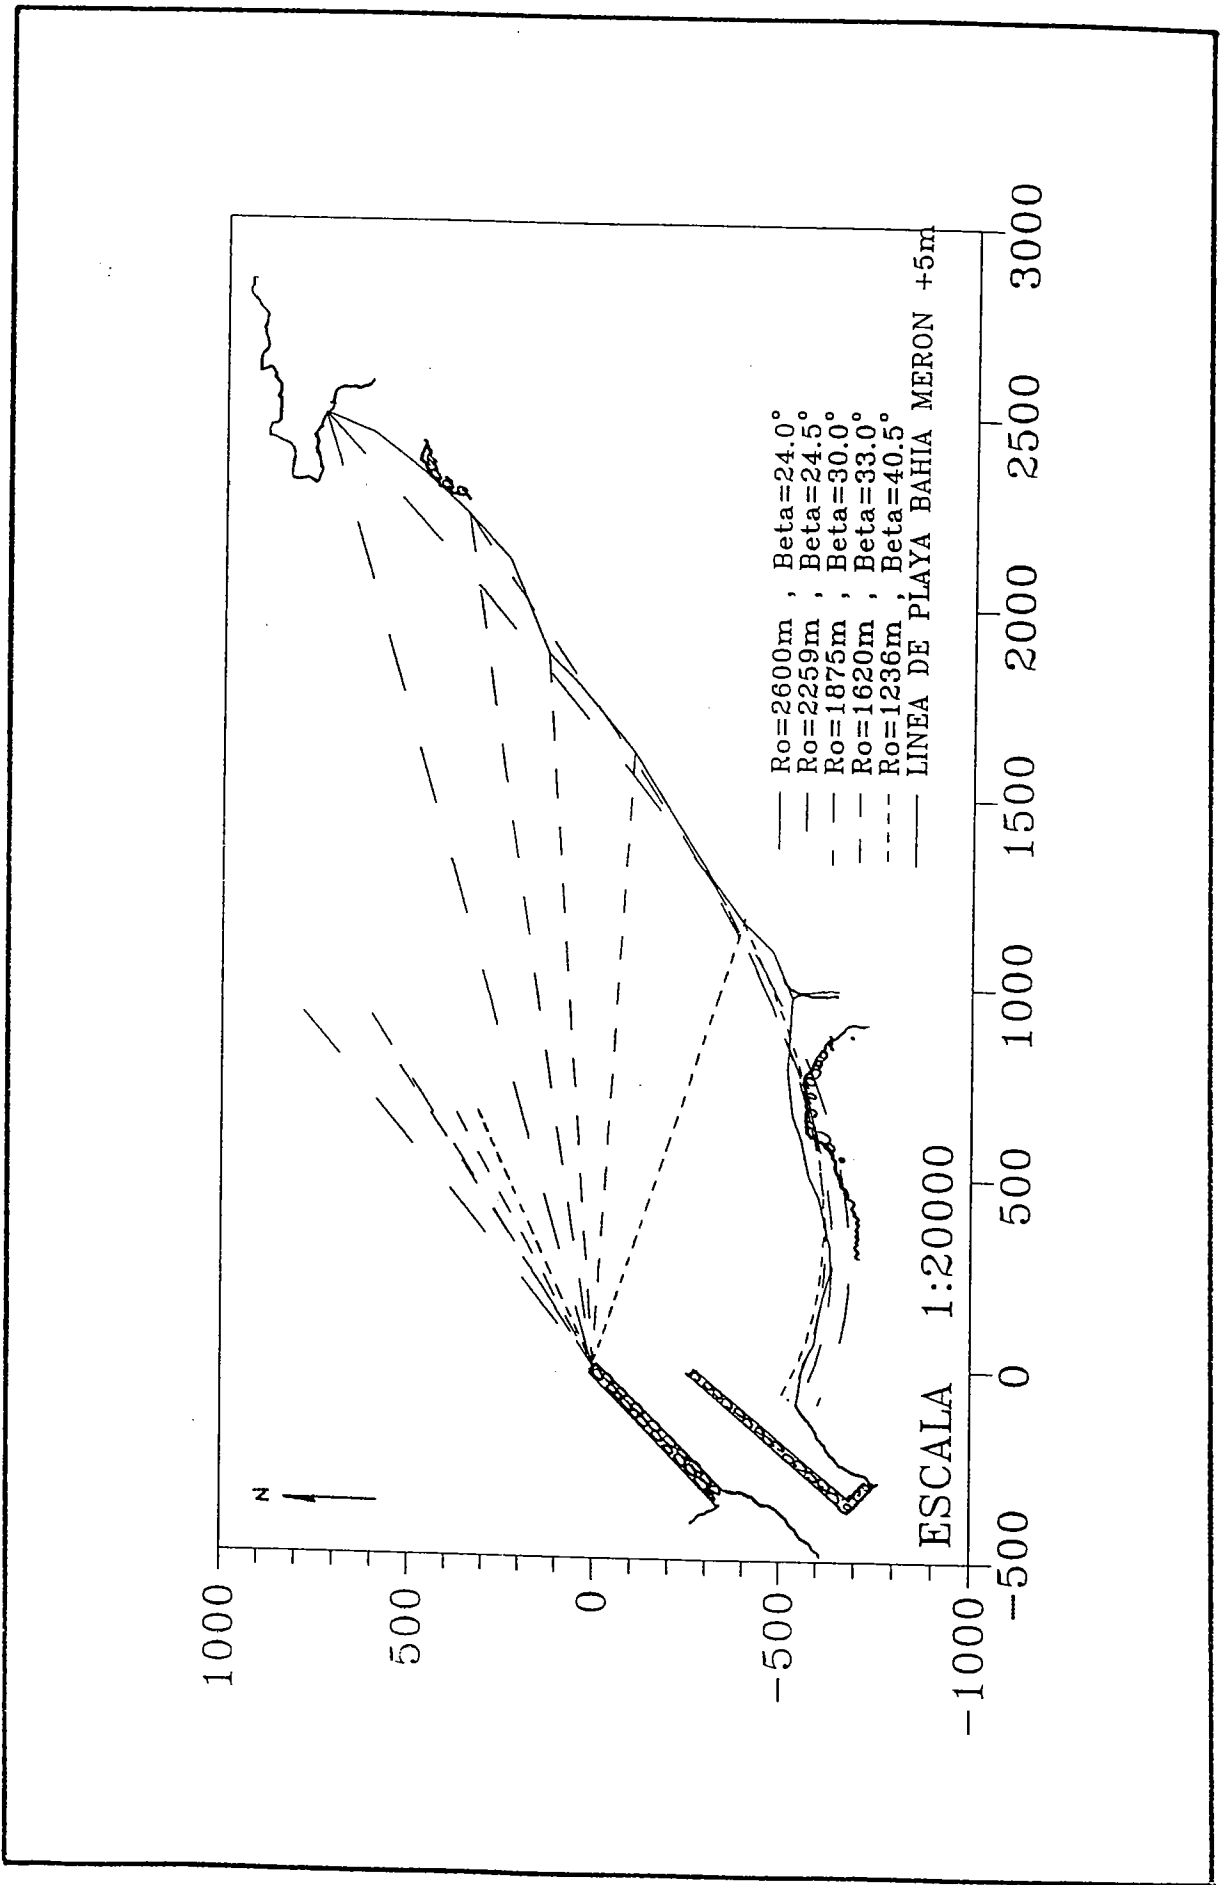 N
1000
500
0
-500
-1000
Ro=2600m , Beta=24.0°
Ro=2259m , Beta=24.5°
Ro=1875m , Beta=30.0°
Ro=1620m , Beta=33.0°
Ro=1236m , Beta=40.5°
LINEA DE PLAYA BAHIA MERON +5m
ESCALA 1:20000
-500
0
500
1000
1500
2000
2500
3000